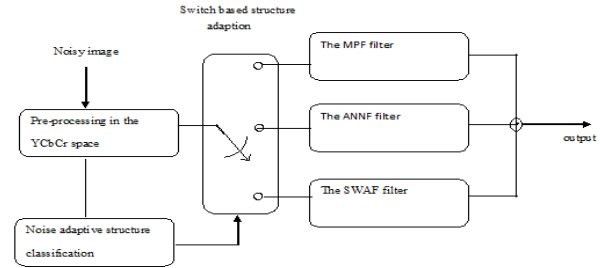 Switch based structure
adaption
Noisy image
The MPF filter
Pre-processing in the
YCbCr space
The ANNF filter
output
The SWAF filter
Noise adaptive structure
classification